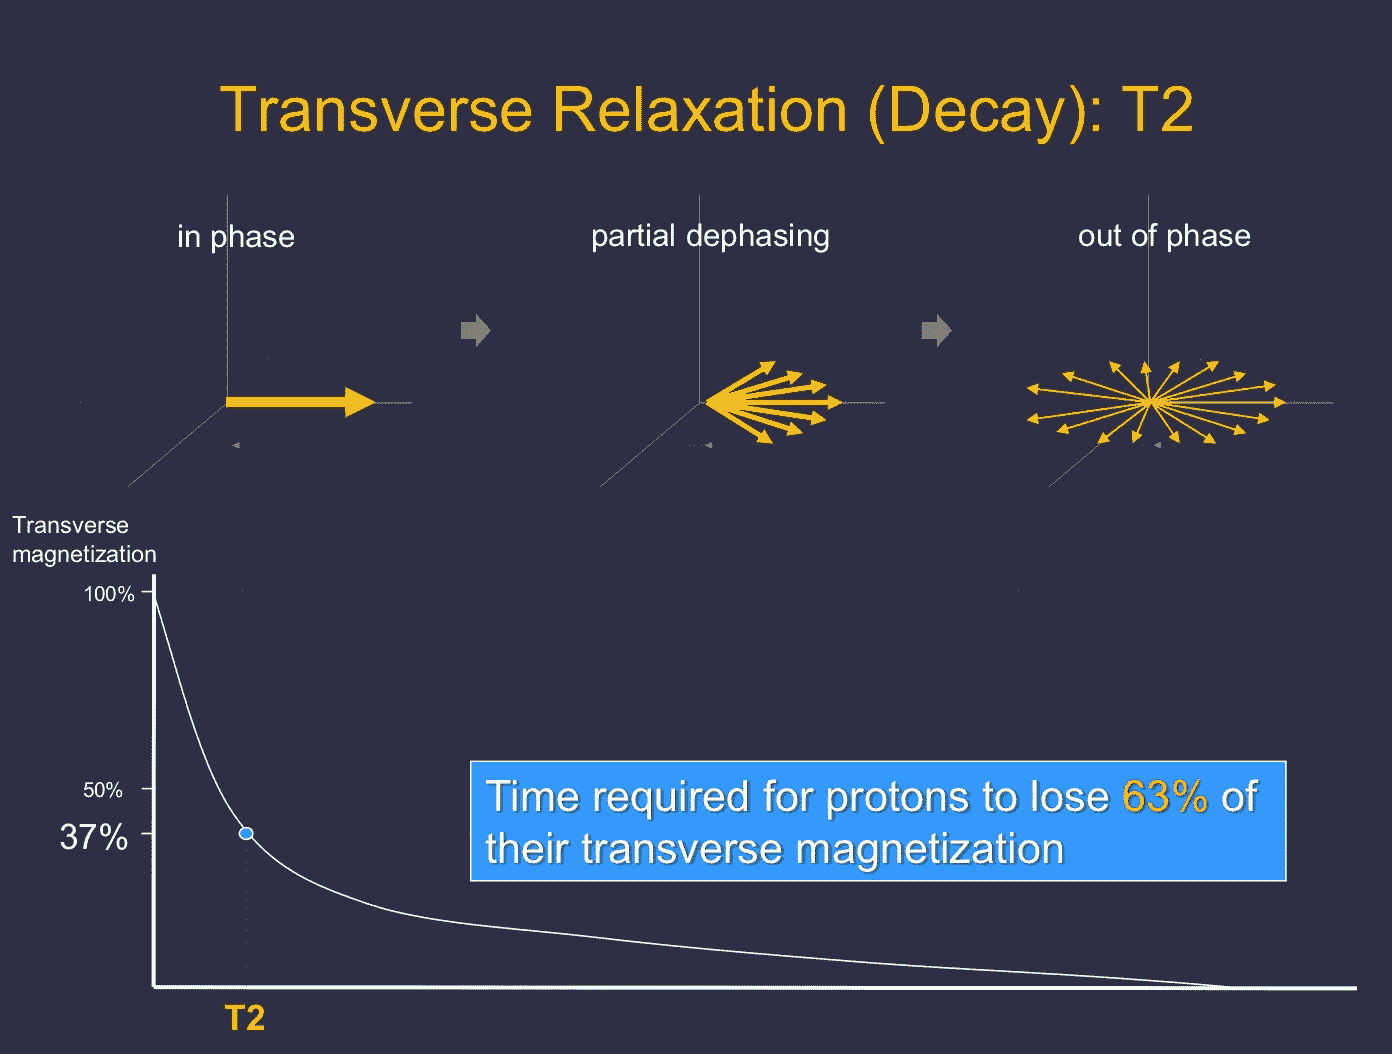 Transverse Relaxation (Decay): T2
in phase
partial dephasing
out of phase
Transverse
magnetization
100%
50%
37%
Time required for protons to lose 63% of
their transverse magnetization
T2